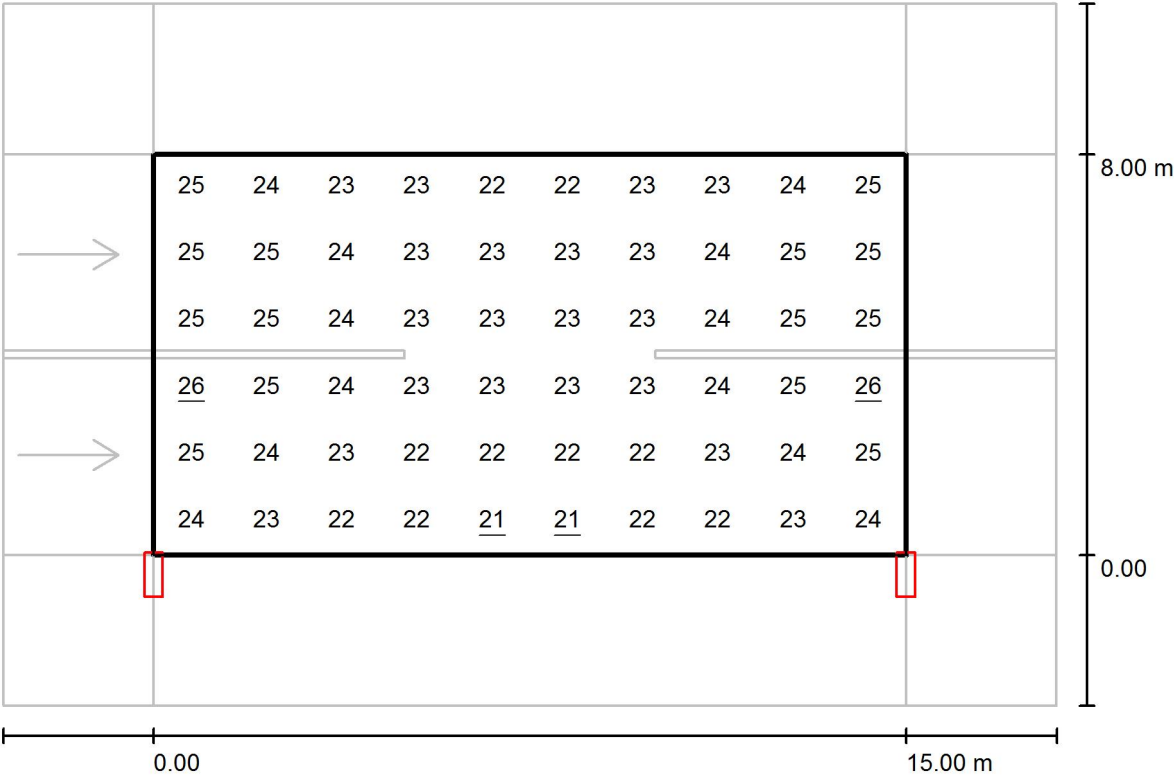 25 24 23 23 22 22 23 23 24 25
8.00 m
25 25 24 23 23 23 23 24 25 25
25 25 24 23 23 23 23 24 25 25
26 25 24 23 23 23 23 24 25 26
25 24 23 22 22 22 22 23 24 25
24 23 22 22 21 21 22 22 23 24
0.00
0.00 15.00 m